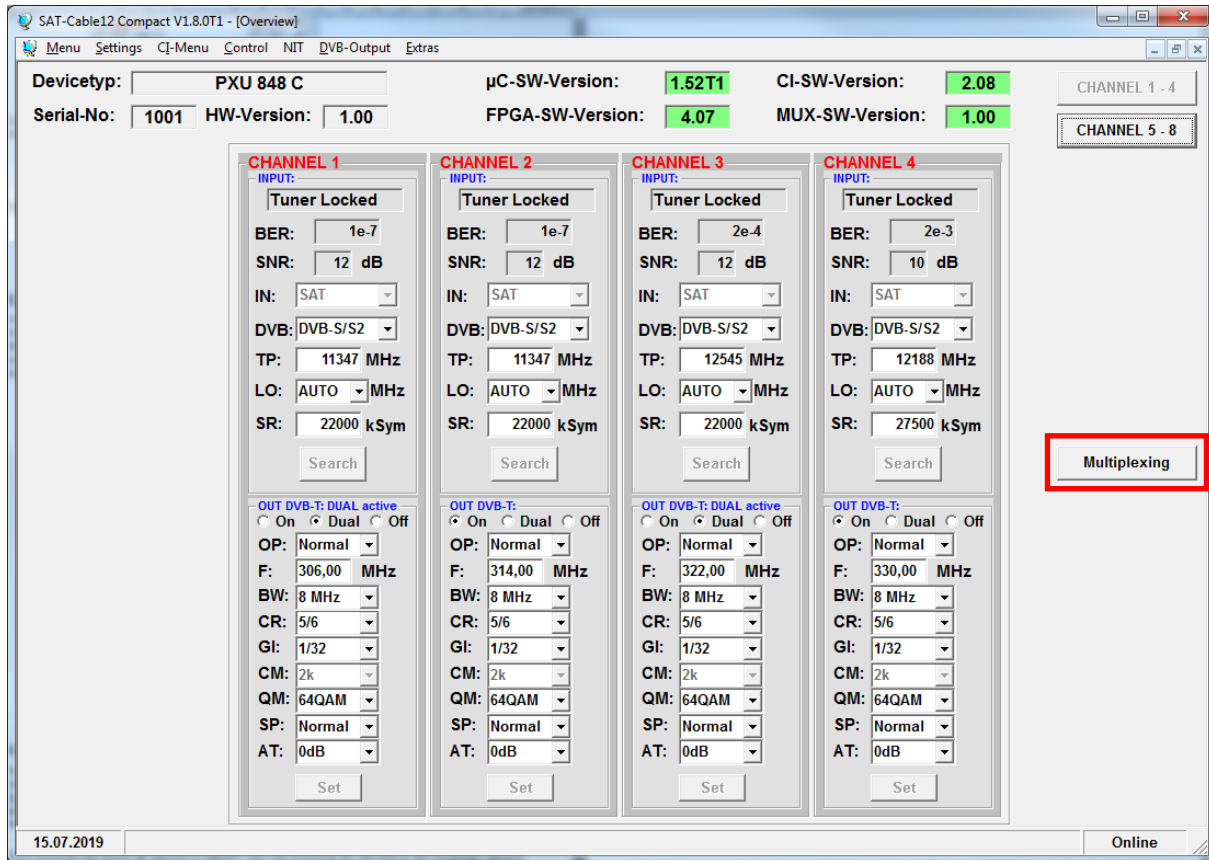 SAT-Cable12 Compact V1.8.0T1 - [Overview]
Menu Settings CI-Menu Control NIT DVB-Output Extras
Devicetyp: PXU 848 C µC-SW-Version: 1.52T1 CI-SW-Version: 2.08 CHANNEL 1 - 4
Serial-No: 1001 HW-Version: 1.00 FPGA-SW-Version: 4.07 MUX-SW-Version: 1.00 CHANNEL 5 - 8
CHANNEL 1 CHANNEL 2 CHANNEL 3 CHANNEL 4
INPUT: INPUT: INPUT: INPUT:
Tuner Locked Tuner Locked Tuner Locked Tuner Locked
BER: 1e-7 BER: 1e-7 BER: 2e-4 BER: 2e-3
SNR: 12 dB SNR: 12 dB SNR: 12 dB SNR: 10 dB
IN: SAT IN: SAT IN: SAT IN: SAT
DVB: DVB-S/S2 DVB: DVB-S/S2 DVB: DVB-S/S2 DVB: DVB-S/S2
TP: 11347 MHz TP: 11347 MHz TP: 12545 MHz TP: 12188 MHz
LO: AUTO MHz LO: AUTO MHz LO: AUTO MHz LO: AUTO MHz
SR: 22000 kSym SR: 22000 kSym SR: 22000 kSym SR: 27500 kSym
Search Search Search Search Multiplexing
OUT DVB-T: DUAL active OUT DVB-T: OUT DVB-T: DUAL active OUT DVB-T:
On Dual Off On Dual Off On Dual Off On Dual Off
OP: Normal OP: Normal OP: Normal OP: Normal
F: 306,00 MHz F: 314,00 MHz F: 322,00 MHz F: 330,00 MHz
BW: 8 MHz BW: 8 MHz BW: 8 MHz BW: 8 MHz
CR: 5/6 CR: 5/6 CR: 5/6 CR: 5/6
GI: 1/32 GI: 1/32 GI: 1/32 GI: 1/32
CM: 2k CM: 2k CM: 2k CM: 2k
QM: 64QAM QM: 64QAM QM: 64QAM QM: 64QAM
SP: Normal SP: Normal SP: Normal SP: Normal
AT: 0dB AT: 0dB AT: 0dB AT: 0dB
Set Set Set Set
15.07.2019 Online